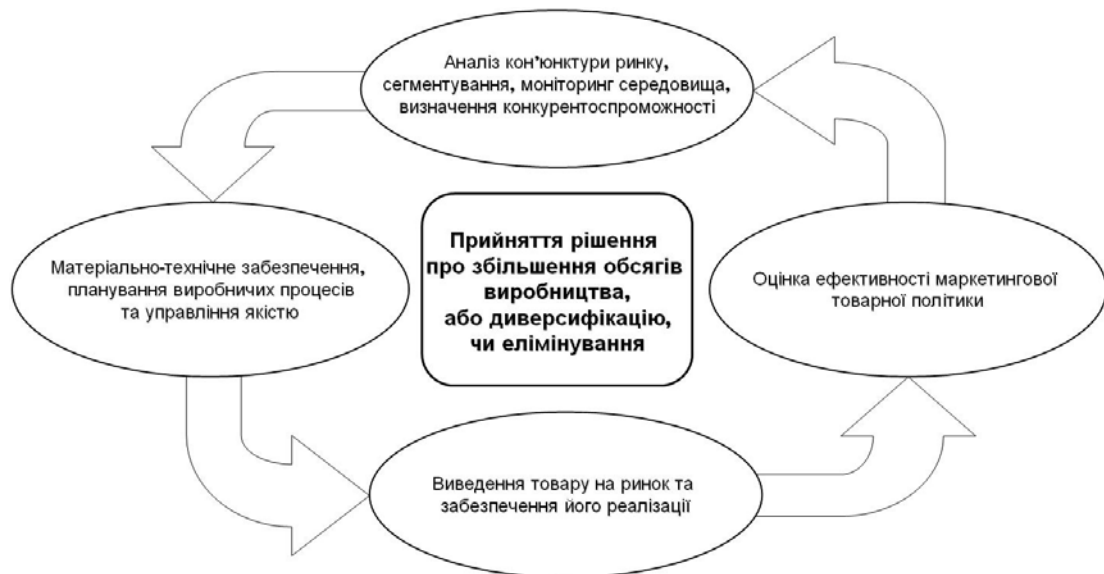 Аналіз кон’юнктури ринку,
сегментування, моніторинг середовища,
визначення конкурентоспроможності
Матеріально-технічне забезпечення,
планування виробничих процесів
та управління якістю
Прийняття рішення
про збільшення обсягів
виробництва,
або диверсифікацію,
чи елімінування
Оцінка ефективності маркетингової
товарної політики
Виведення товару на ринок та
забезпечення його реалізації